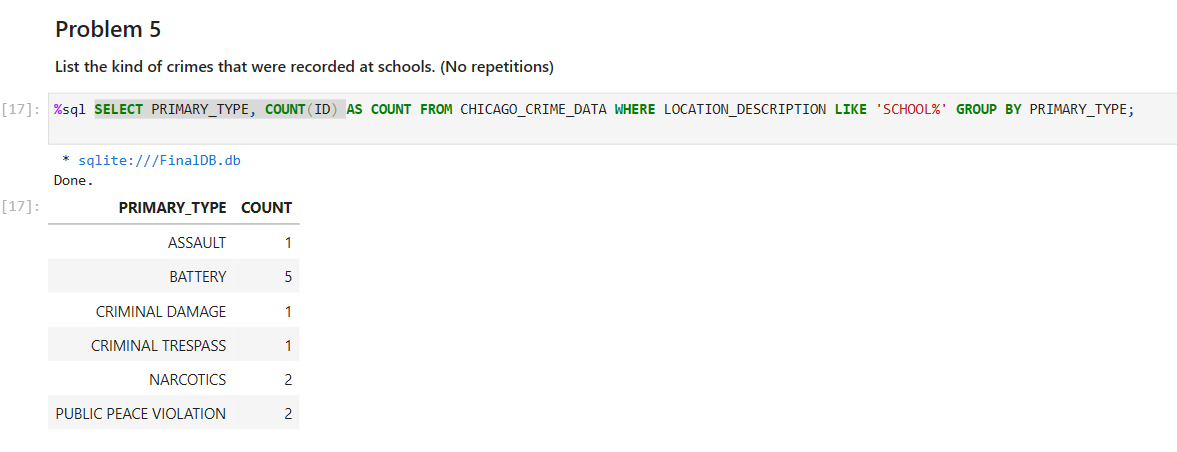 Problem 5
List the kind of crimes that were recorded at schools. (No repetitions)
[17]: %sql SELECT PRIMARY_TYPE, COUNT(ID) AS COUNT FROM CHICAGO_CRIME_DATA WHERE LOCATION_DESCRIPTION LIKE 'SCHOOL%' GROUP BY PRIMARY_TYPE;
* sqlite:///FinalDB.db
Done.
[17]: PRIMARY_TYPE COUNT
ASSAULT 1
BATTERY 5
CRIMINAL DAMAGE 1
CRIMINAL TRESPASS 1
NARCOTICS 2
PUBLIC PEACE VIOLATION 2